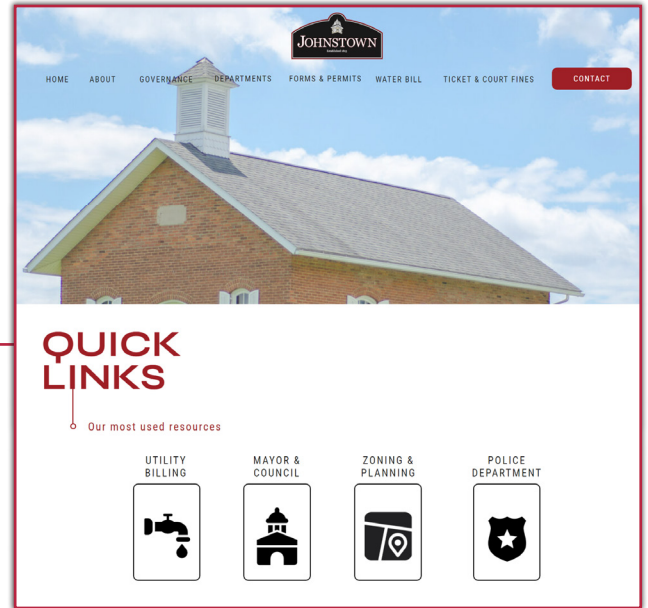 JOHNSTOWN
HOME ABOUT GOVERNANCE DEPARTMENTS FORMS & PERMITS WATER BILL TICKET & COURT FINES CONTACT
QUICK
LINKS
Our most used resources
UTILITY
BILLING
MAYOR &
COUNCIL
ZONING &
PLANNING
POLICE
DEPARTMENT